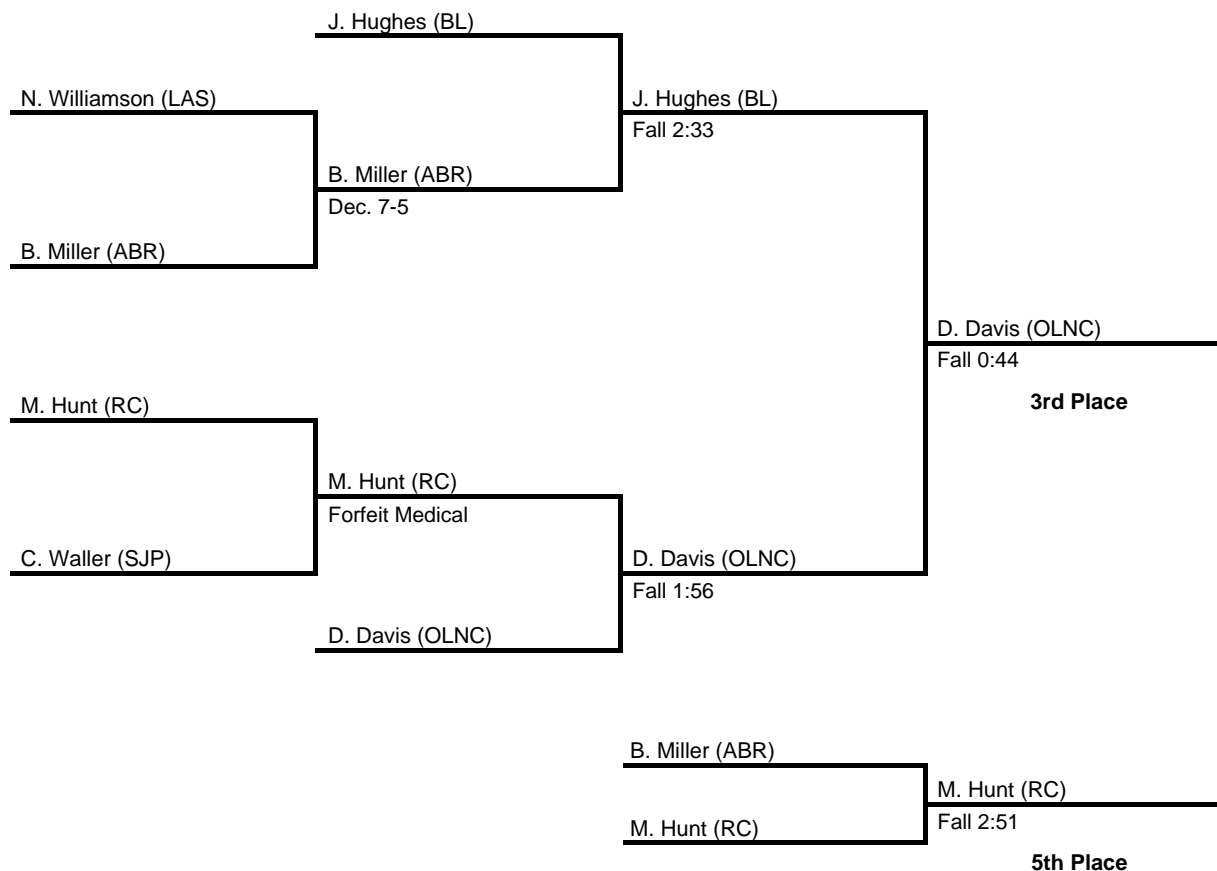 J. Hughes (BL)
N. Williamson (LAS)
J. Hughes (BL)
Fall 2:33
B. Miller (ABR)
Dec. 7-5
B. Miller (ABR)
D. Davis (OLNC)
Fall 0:44
3rd Place
M. Hunt (RC)
M. Hunt (RC)
Forfeit Medical
C. Waller (SJP)
D. Davis (OLNC)
Fall 1:56
D. Davis (OLNC)
B. Miller (ABR)
M. Hunt (RC)
Fall 2:51
M. Hunt (RC)
5th Place